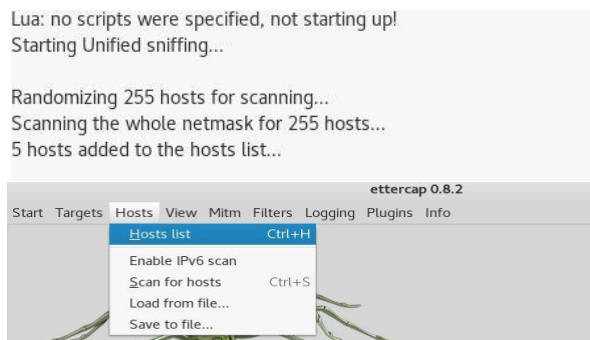 Lua: no scripts were specified, not starting up!
Starting Unified sniffing...
Randomizing 255 hosts for scanning...
Scanning the whole netmask for 255 hosts...
5 hosts added to the hosts list...
ettercap 0.8.2
Start Targets Hosts View Mitm Filters Logging Plugins Info
Hosts list Ctrl+H
Enable IPv6 scan
Scan for hosts Ctrl+S
Load from file...
Save to file...